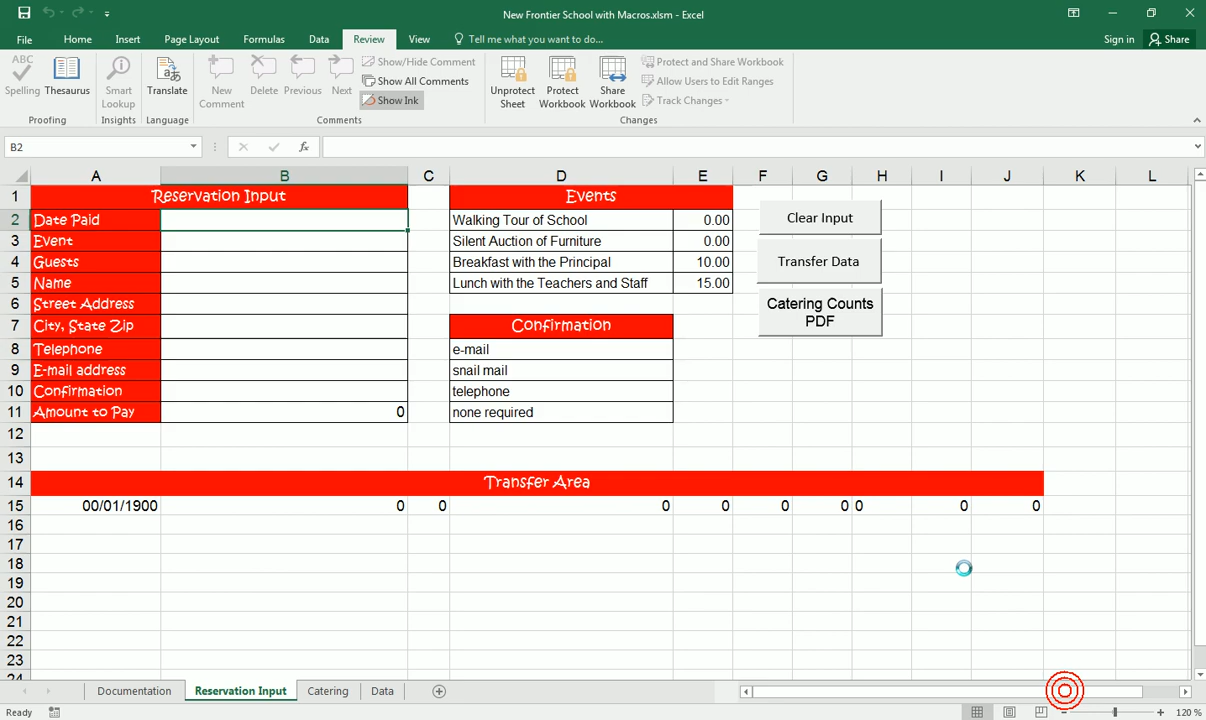 New Frontier School with Macros.xlsm - Excel
File Home Insert Page Layout Formulas Data Review View Tell me what you want to do... Sign in Share
ABC
Spelling Thesaurus
Proofing
Smart Lookup
Insights
Translate
Language
New Comment
Delete
Previous
Next
Show/Hide Comment
Show All Comments
Show Ink
Comments
Unprotect Sheet
Protect Workbook
Share Workbook
Protect and Share Workbook
Allow Users to Edit Ranges
Track Changes
Changes
B2 fx
A B C D E F G H I J K L
1 Reservation Input Events
2 Date Paid Walking Tour of School 0.00 Clear Input
3 Event Silent Auction of Furniture 0.00
4 Guests Breakfast with the Principal 10.00 Transfer Data
5 Name Lunch with the Teachers and Staff 15.00
6 Street Address Catering Counts
7 City, State Zip Confirmation PDF
8 Telephone e-mail
9 E-mail address snail mail
10 Confirmation telephone
11 Amount to Pay 0 none required
12
13
14 Transfer Area
15 00/01/1900 0 0 0 0 0 0 0 0 0
16
17
18
19
20
21
22
23
24
Documentation Reservation Input Catering Data
Ready 120 %